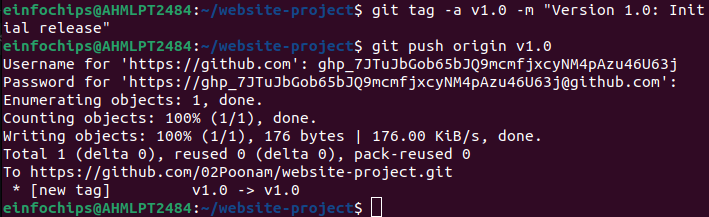 einfochips@AHMLPT2484:~/website-project$ git tag -a v1.0 -m "Version 1.0: Init
ial release"
einfochips@AHMLPT2484:~/website-project$ git push origin v1.0
Username for 'https://github.com': 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
Password for 'https://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@github.com':
Enumerating objects: 1, done.
Counting objects: 100% (1/1), done.
Writing objects: 100% (1/1), 176 bytes | 176.00 KiB/s, done.
Total 1 (delta 0), reused 0 (delta 0), pack-reused 0
To https://github.com/02Poonam/website-project.git
 * [new tag]         v1.0 -> v1.0
einfochips@AHMLPT2484:~/website-project$